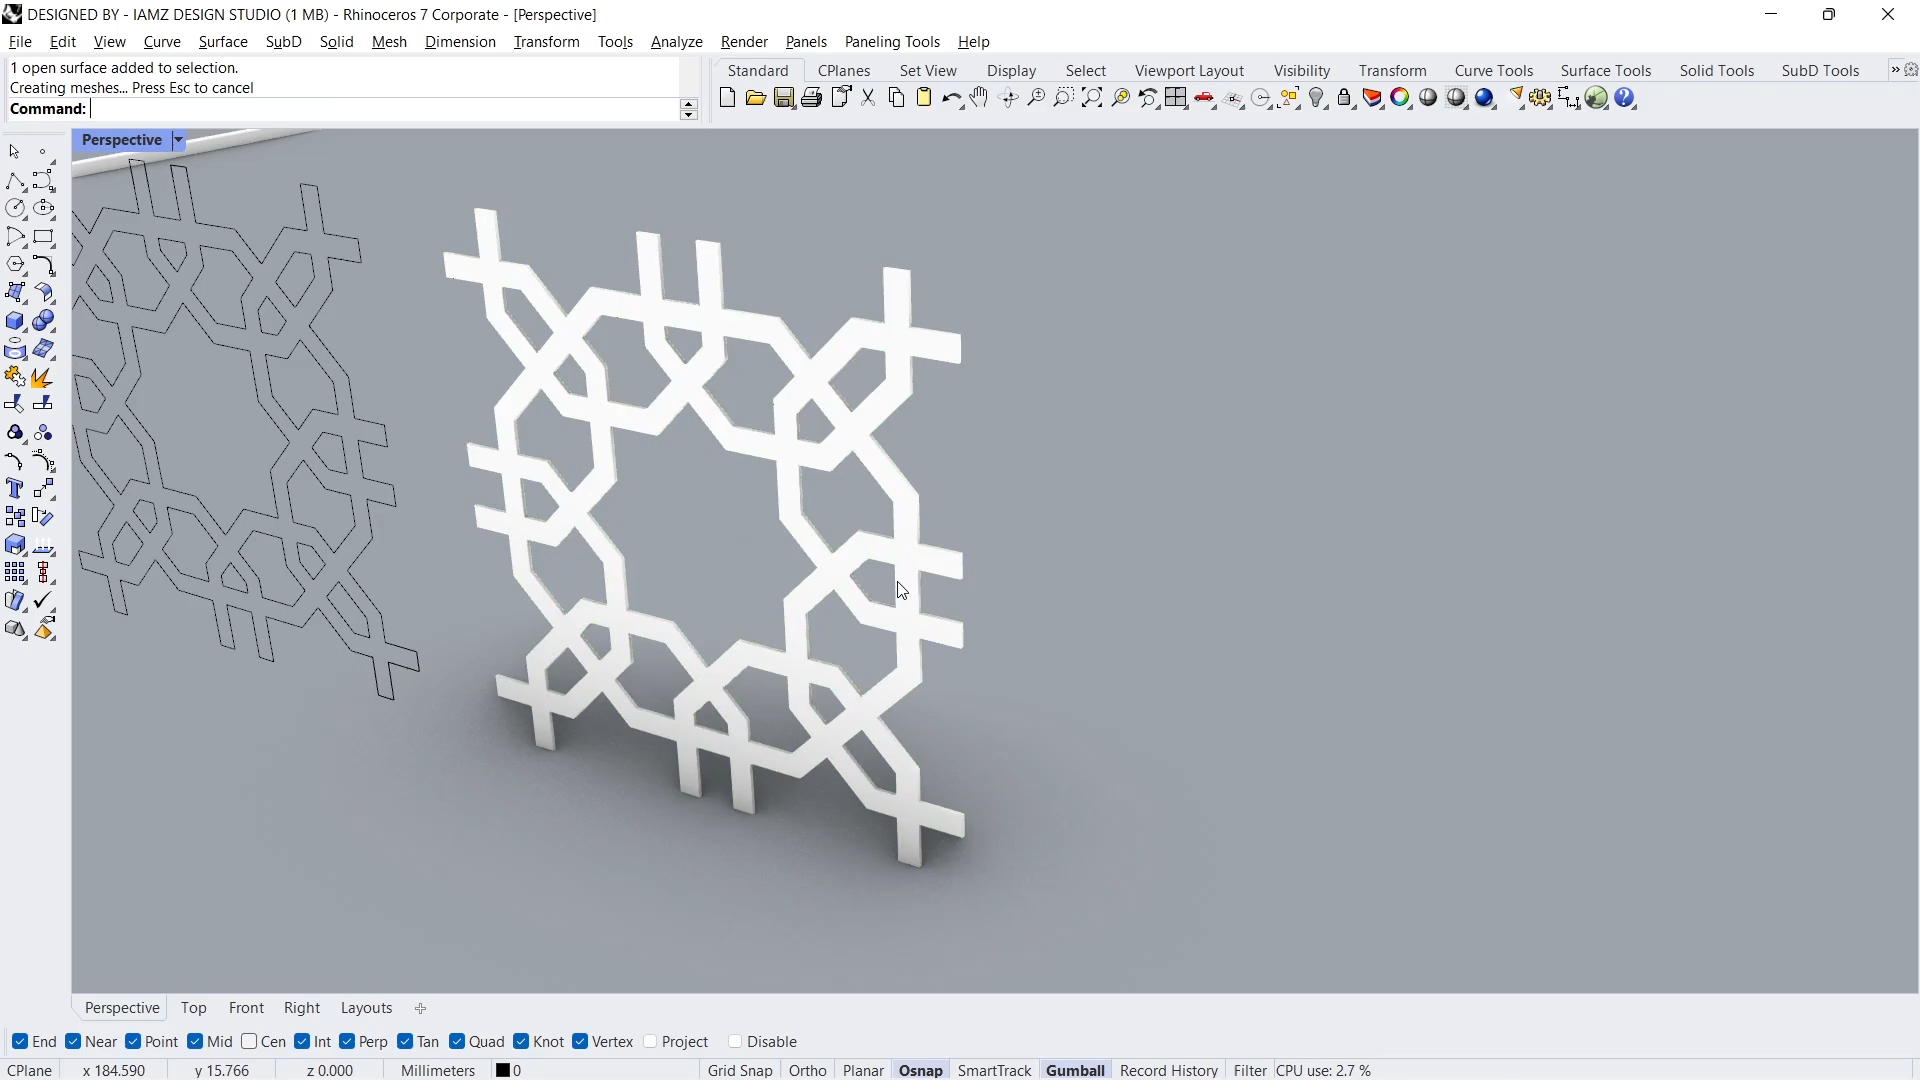 DESIGNED BY - IAMZ DESIGN STUDIO (1 MB) - Rhinoceros 7 Corporate - [Perspective]
File Edit View Curve Surface SubD Solid Mesh Dimension Transform Tools Analyze Render Panels Paneling Tools Help
1 open surface added to selection.
Creating meshes... Press Esc to cancel
Command:
Standard CPlanes Set View Display Select Viewport Layout Visibility Transform Curve Tools Surface Tools Solid Tools SubD Tools »
Perspective
Perspective Top Front Right Layouts
End Near Point Mid Cen Int Perp Tan Quad Knot Vertex Project Disable
CPlane x 184.590 y 15.766 z 0.000 Millimeters 0 Grid Snap Ortho Planar Osnap SmartTrack Gumball Record History Filter CPU use: 2.7 %